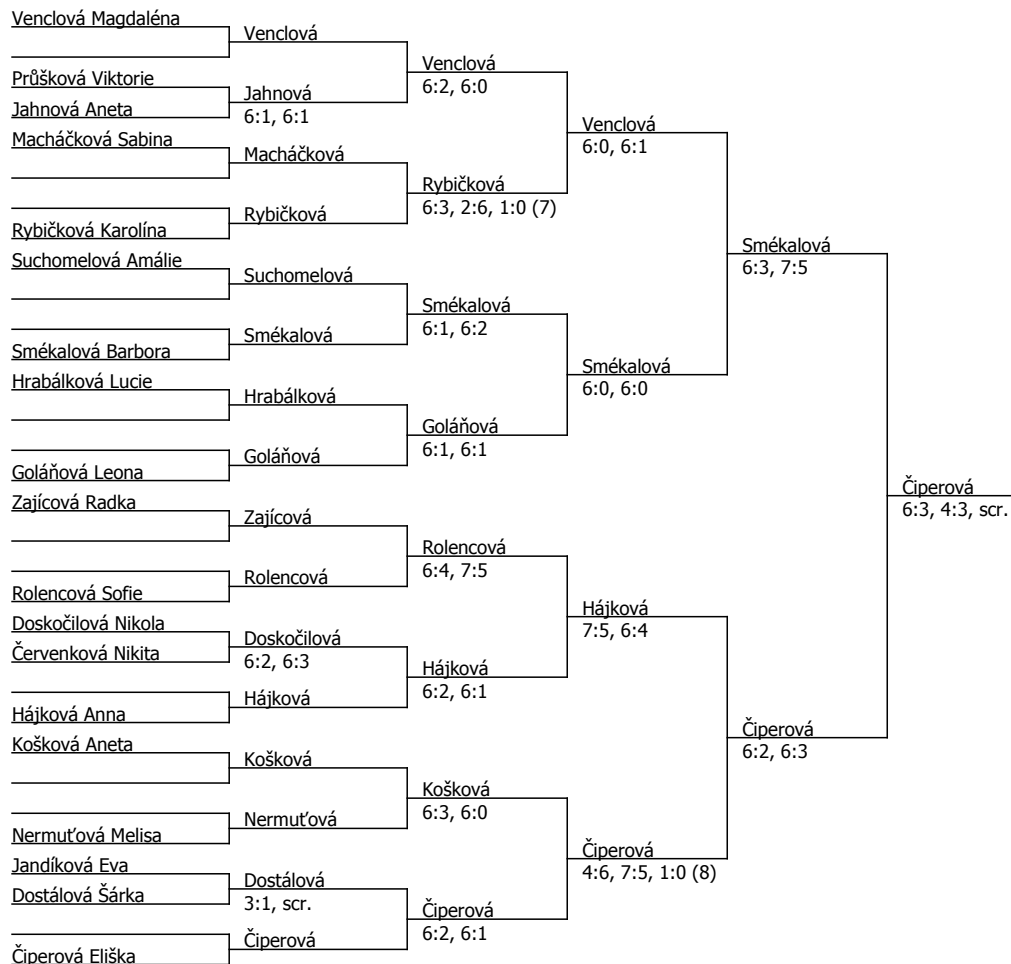 Venclová Magdaléna
Venclová
Venclová
6:2, 6:0
Průšková Viktorie
Jahnová
6:1, 6:1
Jahnová Aneta
Venclová
6:0, 6:1
Macháčková Sabina
Macháčková
Rybičková
6:3, 2:6, 1:0 (7)
Rybičková
Rybičková Karolína
Smékalová
6:3, 7:5
Suchomelová Amálie
Suchomelová
Smékalová
6:1, 6:2
Smékalová
Smékalová Barbora
Smékalová
6:0, 6:0
Hrabálková Lucie
Hrabálková
Goláňová
6:1, 6:1
Goláňová
Goláňová Leona
Čiperová
6:3, 4:3, scr.
Zajícová Radka
Zajícová
Rolencová
6:4, 7:5
Rolencová
Rolencová Sofie
Hájková
7:5, 6:4
Doskočilová Nikola
Doskočilová
6:2, 6:3
Červenková Nikita
Hájková
6:2, 6:1
Hájková
Hájková Anna
Čiperová
6:2, 6:3
Košková Aneta
Košková
Košková
6:3, 6:0
Nermuťová
Nermuťová Melisa
Čiperová
4:6, 7:5, 1:0 (8)
Jandíková Eva
Dostálová
3:1, scr.
Dostálová Šárka
Čiperová
6:2, 6:1
Čiperová
Čiperová Eliška